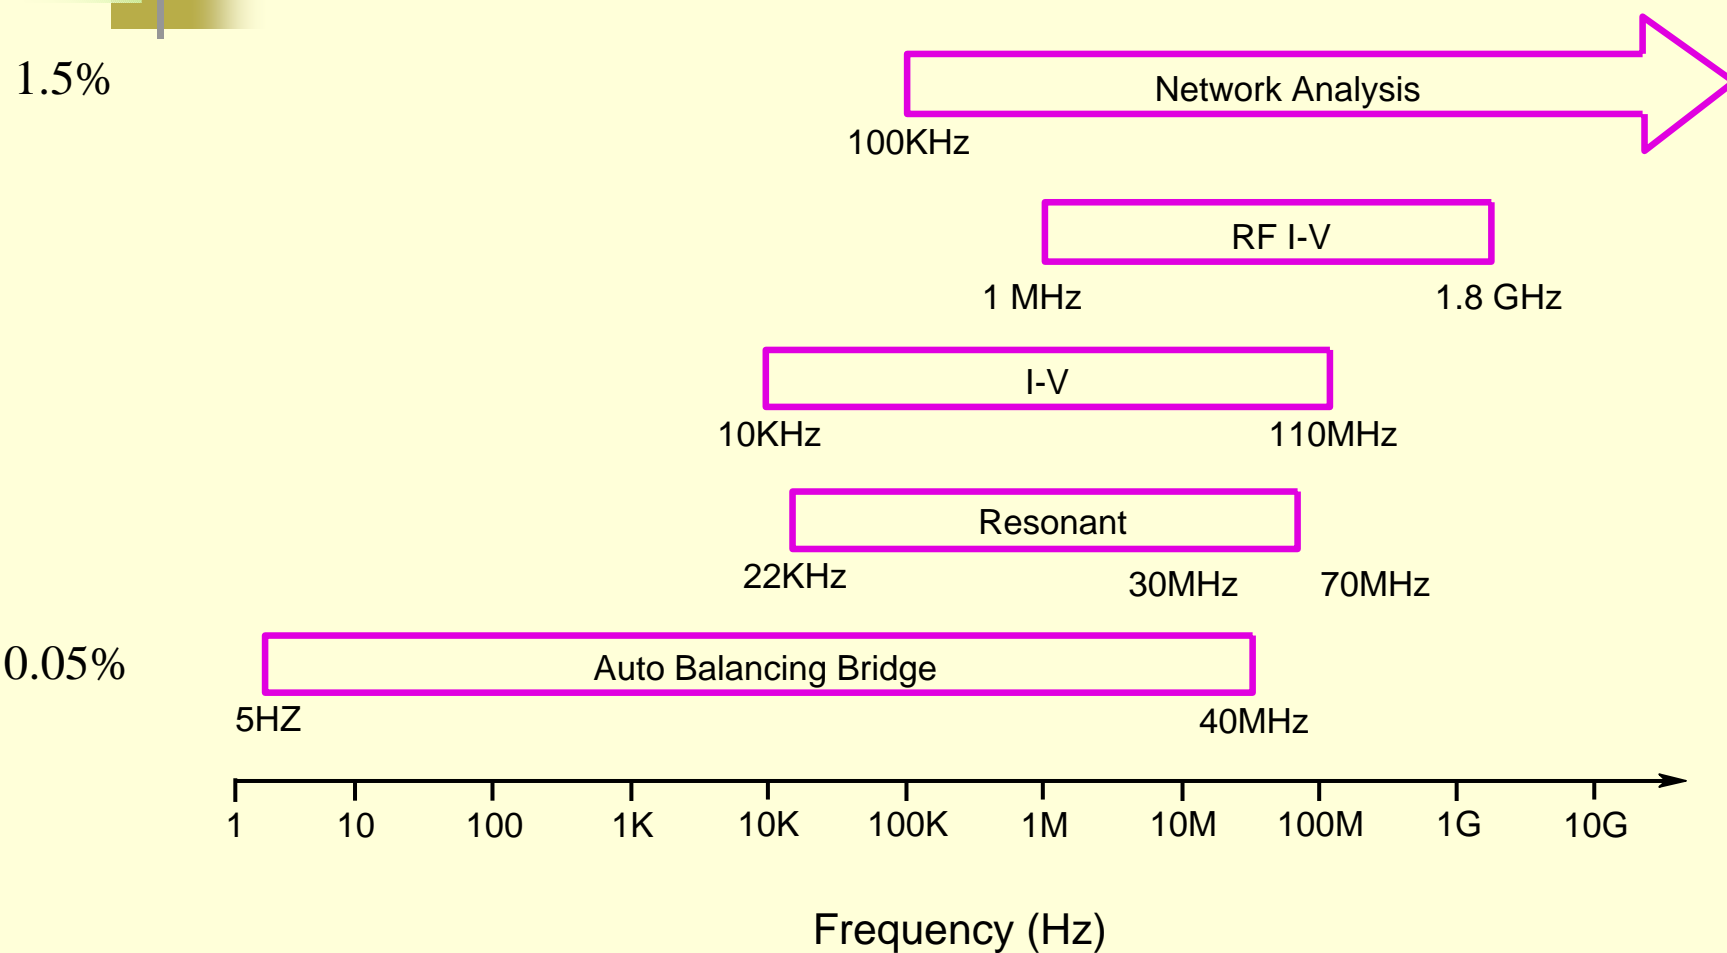 1.5%
Network Analysis
100KHz
RF I-V
1 MHz 1.8 GHz
I-V
10KHz 110MHz
Resonant
22KHz 30MHz 70MHz
0.05%
Auto Balancing Bridge
5HZ 40MHz
1 10 100 1K 10K 100K 1M 10M 100M 1G 10G
Frequency (Hz)